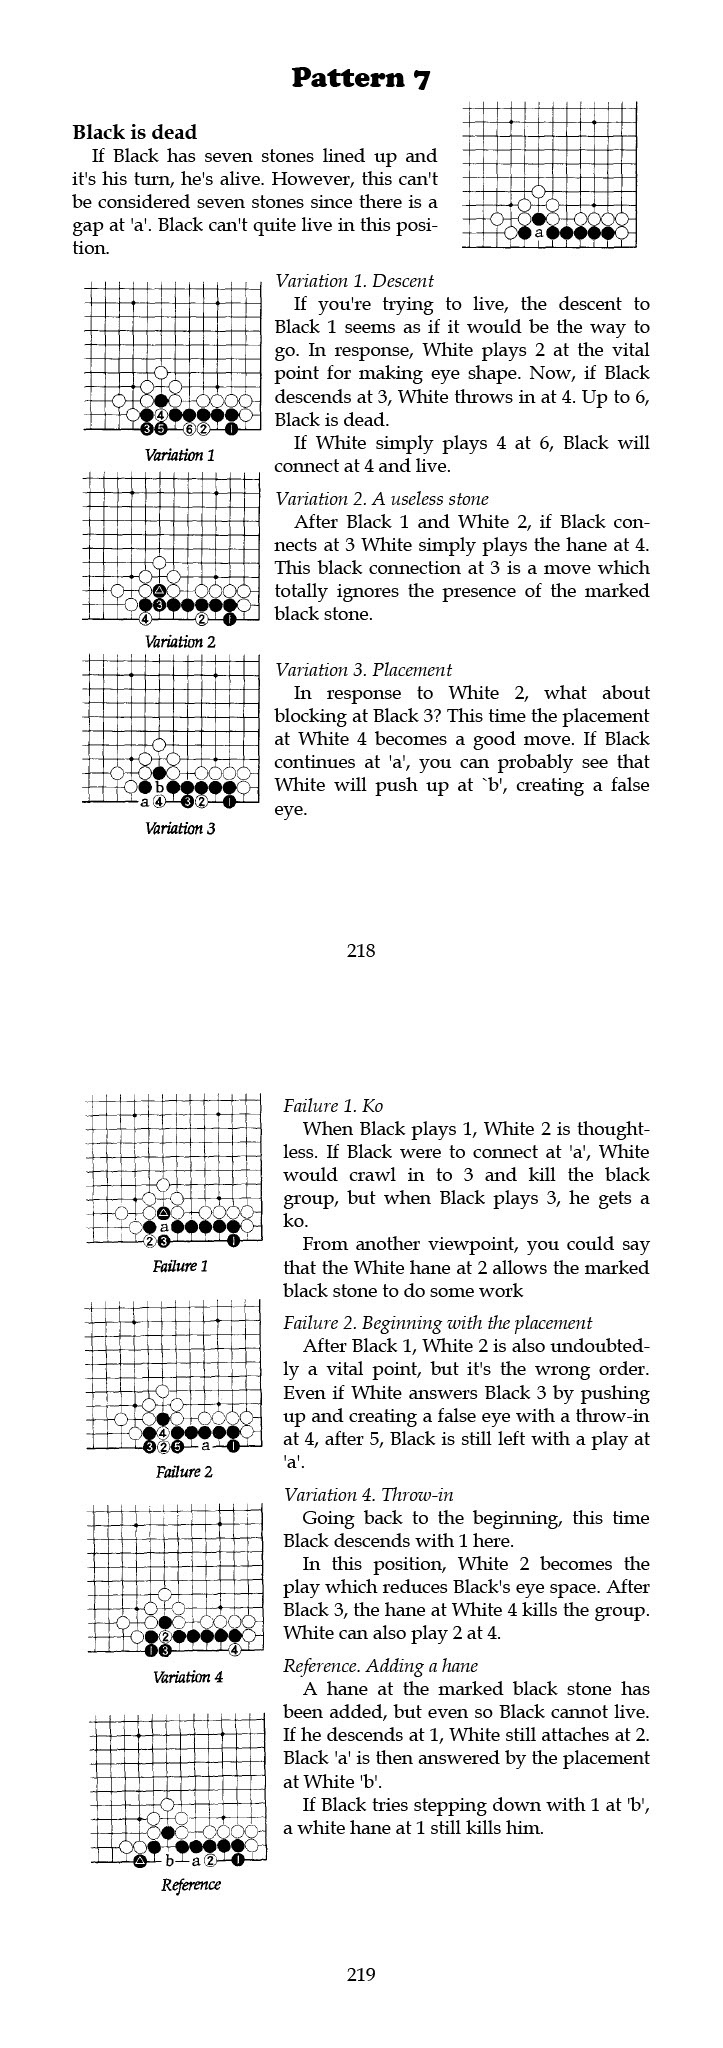 Pattern 7
Black is dead
If Black has seven stones lined up and
it's his turn, he's alive. However, this can't
be considered seven stones since there is a
gap at 'a'. Black can't quite live in this posi-
tion.
a
Variation 1. Descent
If you're trying to live, the descent to
Black 1 seems as if it would be the way to
go. In response, White plays 2 at the vital
point for making eye shape. Now, if Black
descends at 3, White throws in at 4. Up to 6,
Black is dead.
If White simply plays 4 at 6, Black will
connect at 4 and live.
4
3 5 6 2 1
Variation 1
Variation 2. A useless stone
After Black 1 and White 2, if Black con-
nects at 3 White simply plays the hane at 4.
This black connection at 3 is a move which
totally ignores the presence of the marked
black stone.
3
4 2 1
Variation 2
Variation 3. Placement
In response to White 2, what about
blocking at Black 3? This time the placement
at White 4 becomes a good move. If Black
continues at 'a', you can probably see that
White will push up at `b', creating a false
eye.
b
a 4 3 2 1
Variation 3
218
Failure 1. Ko
When Black plays 1, White 2 is thought-
less. If Black were to connect at 'a', White
would crawl in to 3 and kill the black
group, but when Black plays 3, he gets a
ko.
From another viewpoint, you could say
that the White hane at 2 allows the marked
black stone to do some work
a
2 3 1
Failure 1
Failure 2. Beginning with the placement
After Black 1, White 2 is also undoubted-
ly a vital point, but it's the wrong order.
Even if White answers Black 3 by pushing
up and creating a false eye with a throw-in
at 4, after 5, Black is still left with a play at
'a'.
4
3 2 5 a 1
Failure 2
Variation 4. Throw-in
Going back to the beginning, this time
Black descends with 1 here.
In this position, White 2 becomes the
play which reduces Black's eye space. After
Black 3, the hane at White 4 kills the group.
White can also play 2 at 4.
2
1 3 4
Variation 4
Reference. Adding a hane
A hane at the marked black stone has
been added, but even so Black cannot live.
If he descends at 1, White still attaches at 2.
Black 'a' is then answered by the placement
at White 'b'.
If Black tries stepping down with 1 at 'b',
a white hane at 1 still kills him.
b a 2 1
Reference
219